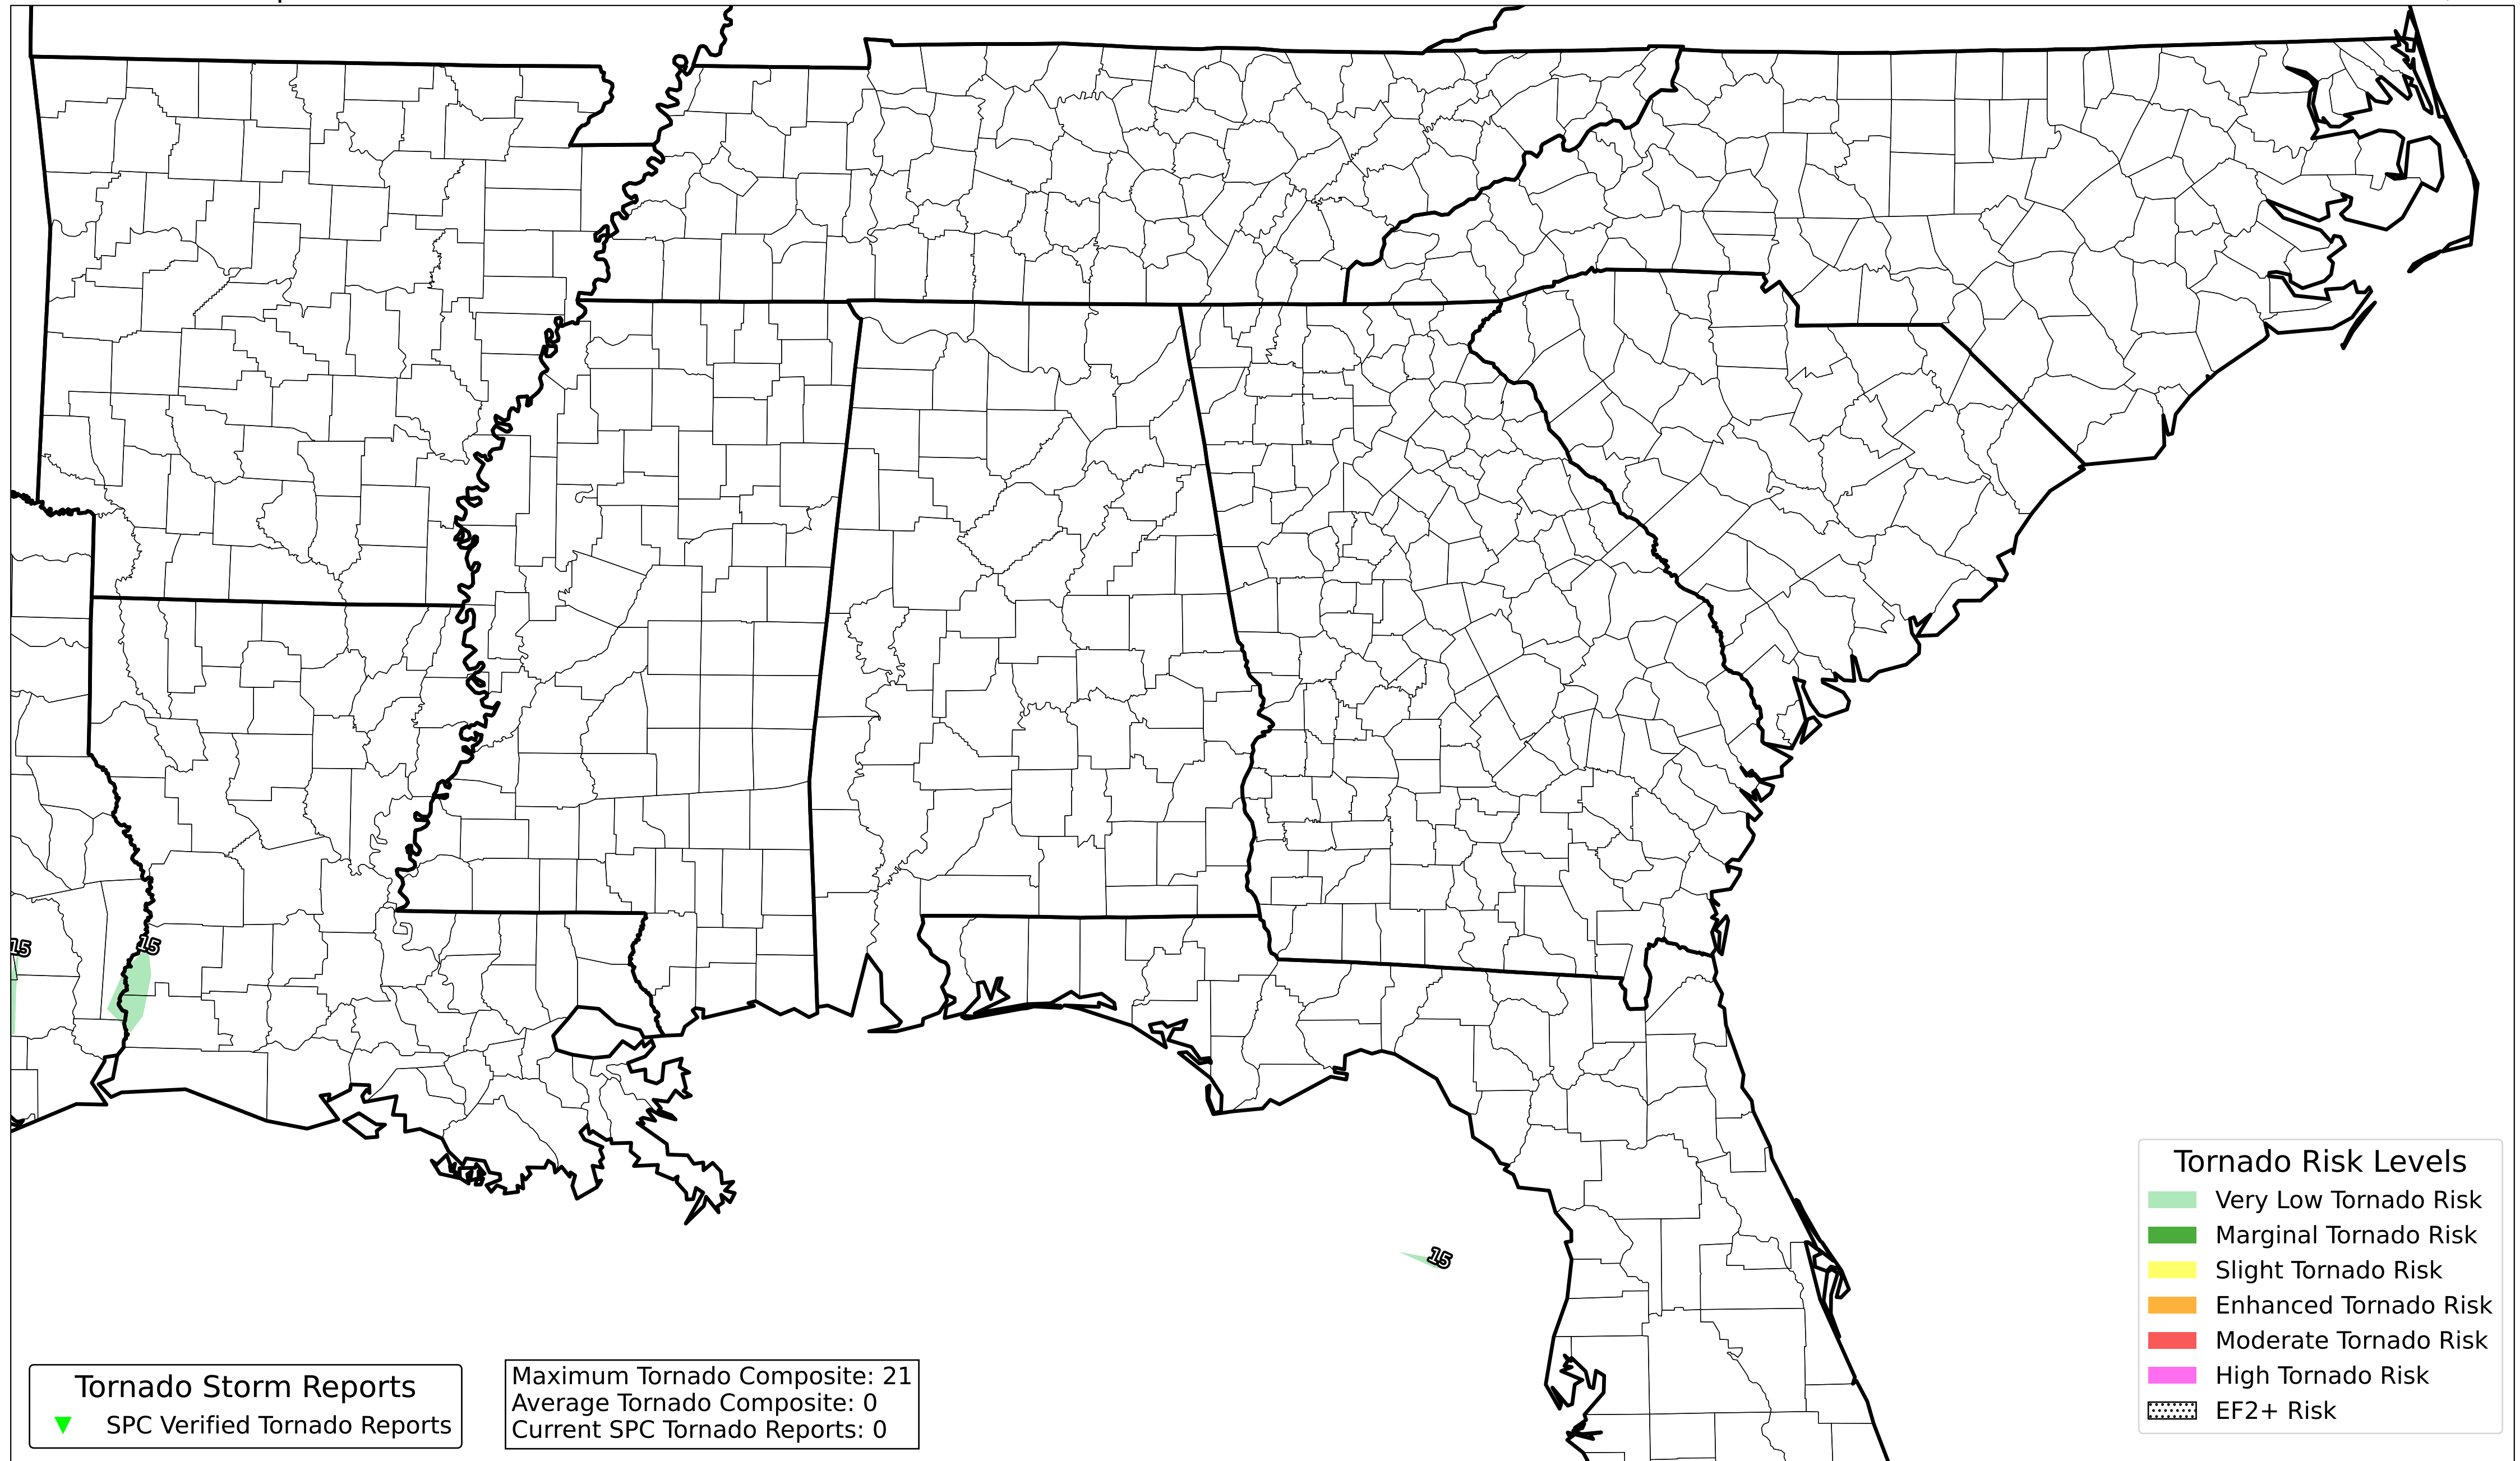 15
15
15
Tornado Risk Levels
Very Low Tornado Risk
Marginal Tornado Risk
Slight Tornado Risk
Enhanced Tornado Risk
Moderate Tornado Risk
High Tornado Risk
EF2+ Risk
Tornado Storm Reports
SPC Verified Tornado Reports
Maximum Tornado Composite: 21
Average Tornado Composite: 0
Current SPC Tornado Reports: 0